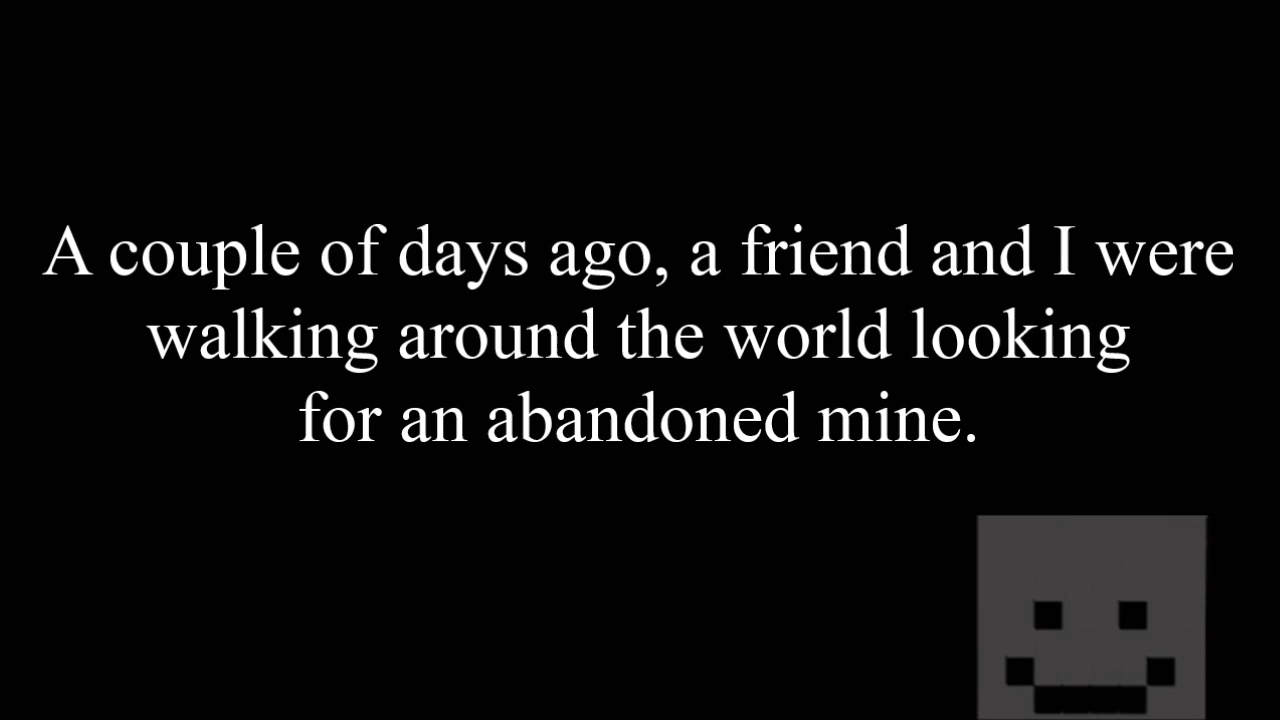 A couple of days ago, a friend and I were
walking around the world looking
for an abandoned mine.